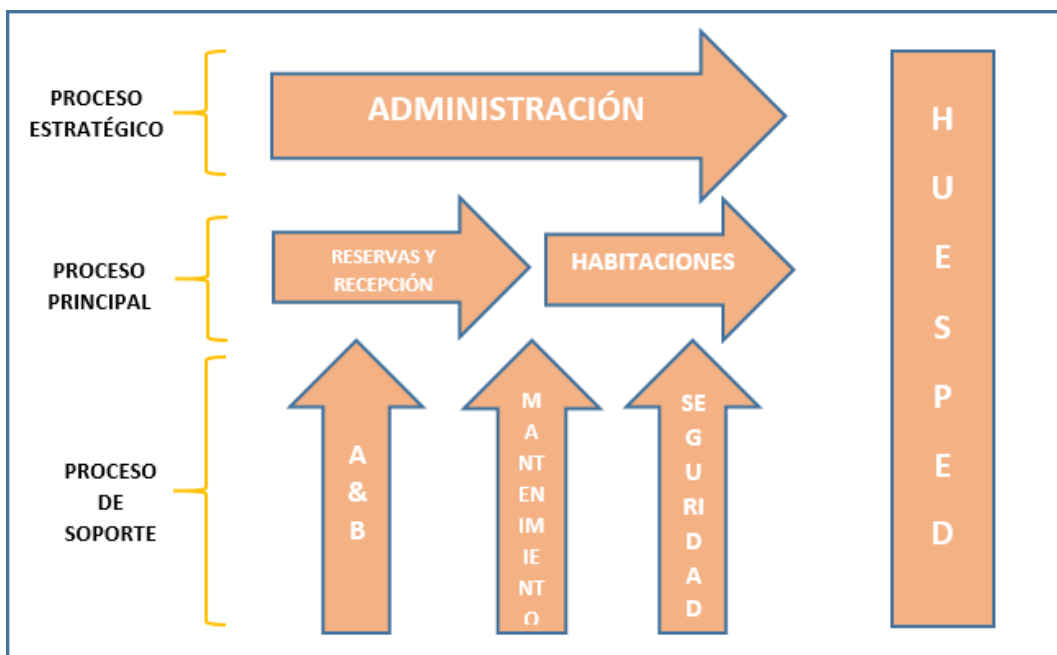 PROCESO
ESTRATÉGICO
ADMINISTRACIÓN
PROCESO
PRINCIPAL
RESERVAS Y
RECEPCIÓN
HABITACIONES
PROCESO
DE
SOPORTE
A
&
B
M
A
NT
EN
IM
IE
NT
O
SE
G
U
RI
D
A
D
H
U
E
S
P
E
D